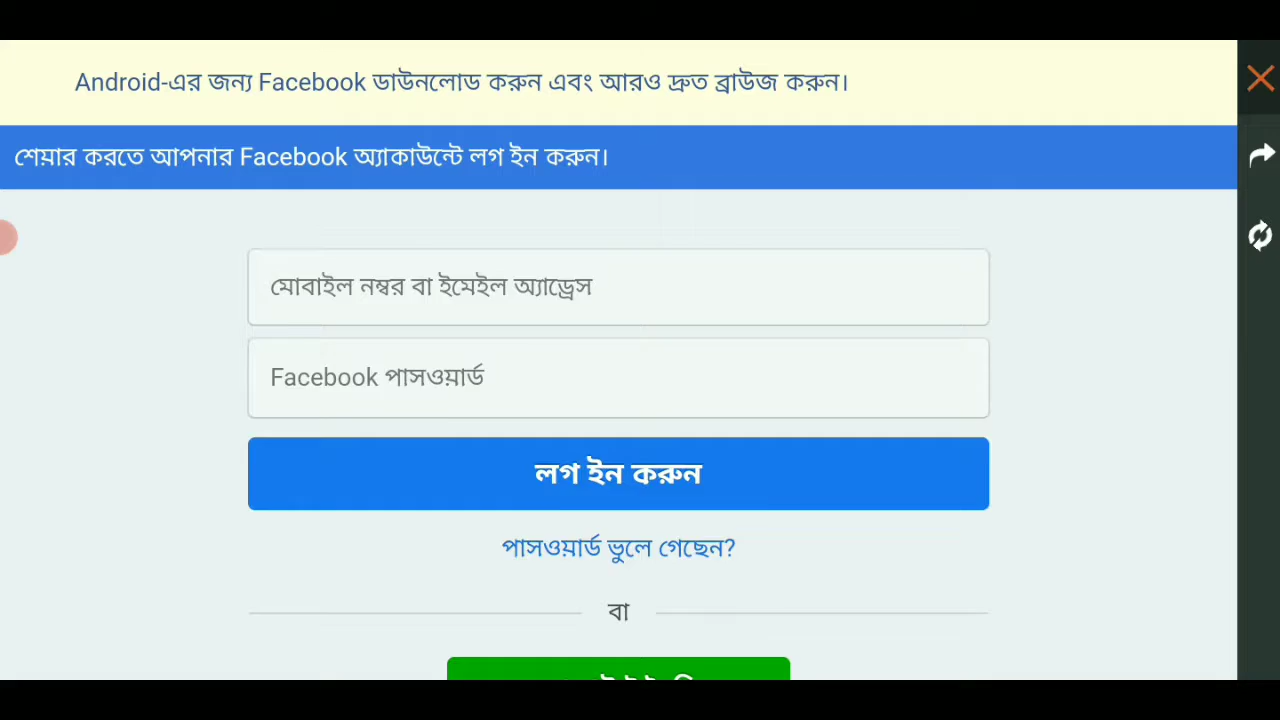 Android-এর জন্য Facebook ডাউনলোড করুন এবং আরও দ্রুত ব্রাউজ করুন।
শেয়ার করতে আপনার Facebook অ্যাকাউন্টে লগ ইন করুন।
মোবাইল নম্বর বা ইমেইল অ্যাড্রেস
Facebook পাসওয়ার্ড
লগ ইন করুন
পাসওয়ার্ড ভুলে গেছেন?
বা